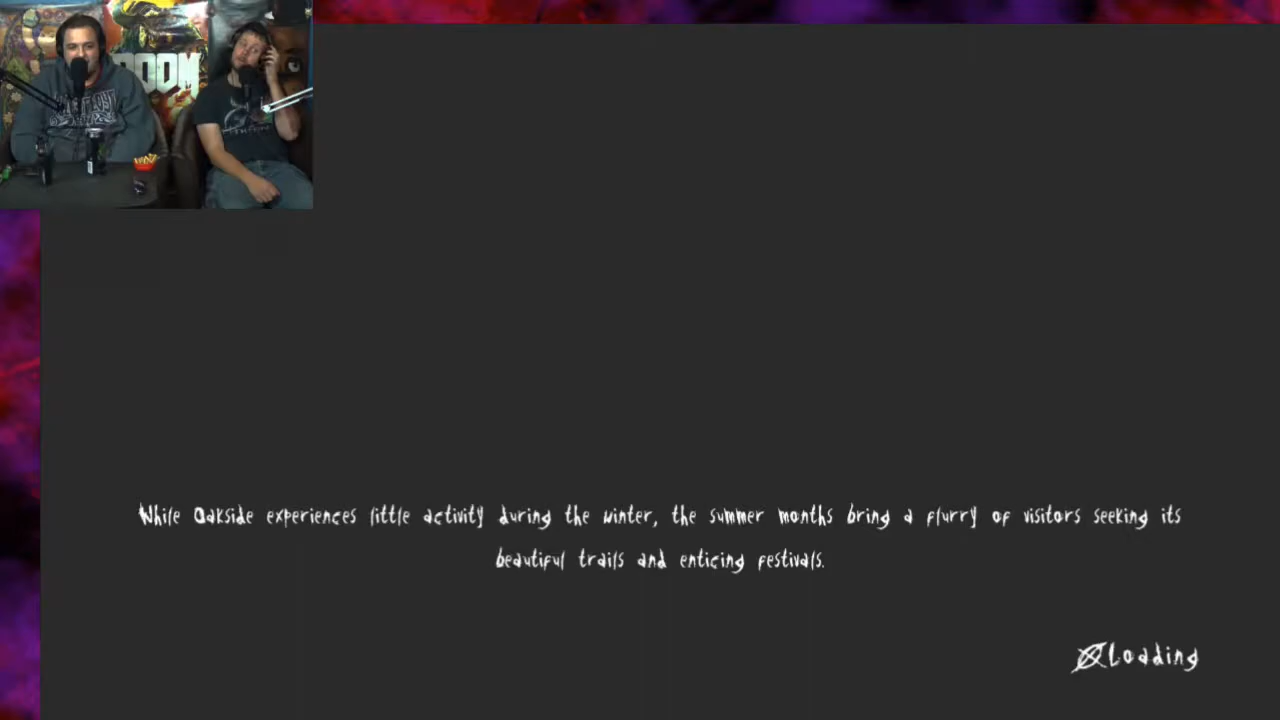 DOOM
While Oakside experiences little activity during the winter, the summer months bring a flurry of visitors seeking its
beautiful trails and enticing festivals.
Loading